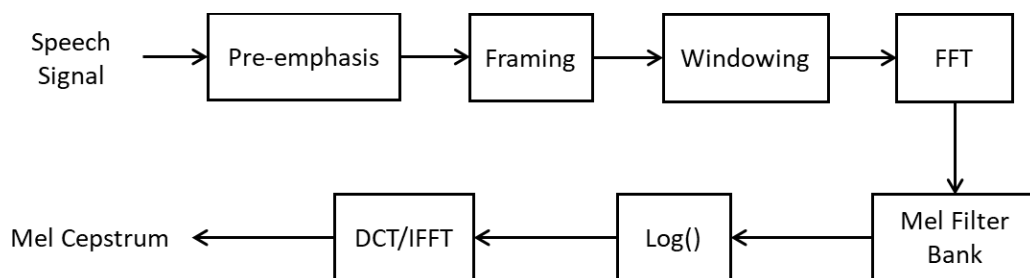 Speech
Signal
Pre-emphasis
Framing
Windowing
FFT
Mel Filter
Bank
Log()
DCT/IFFT
Mel Cepstrum